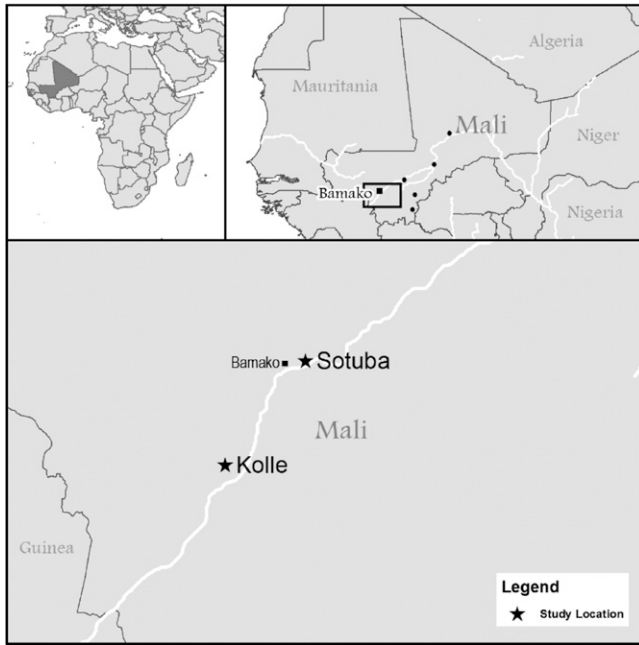 Algeria
Mauritania
Mali
Niger
Bamako
Nigeria
Bamako
Sotuba
Mali
Kolle
Guinea
Legend
Study Location